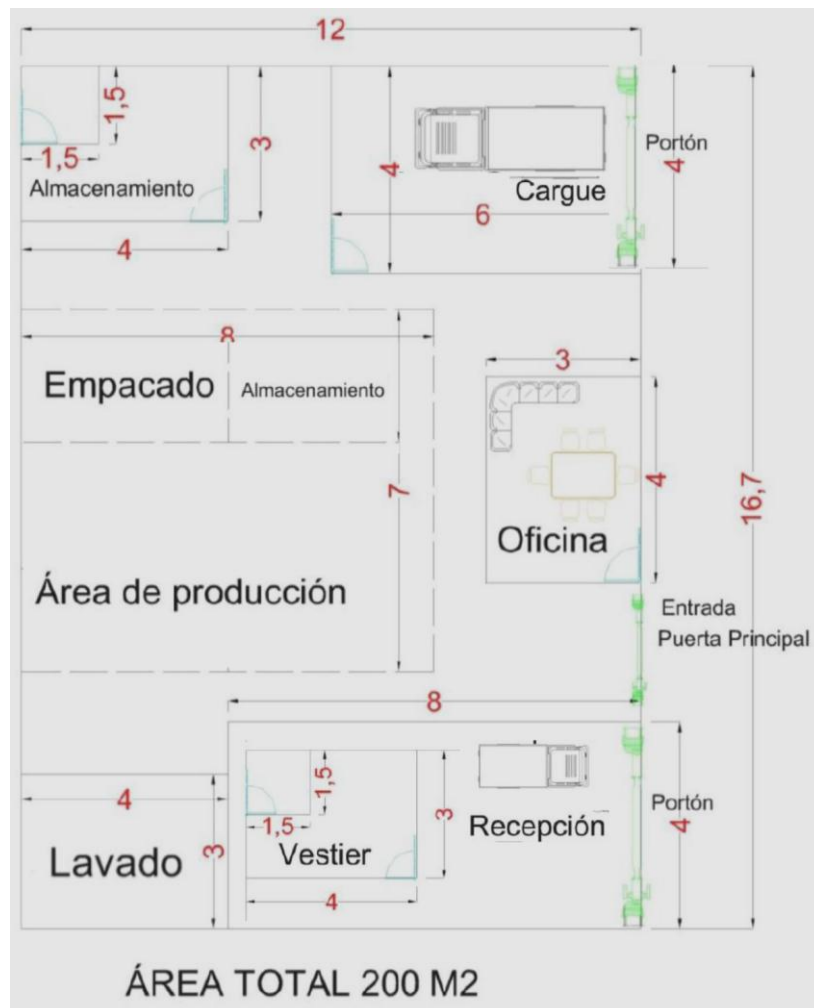 12
1,5
1,5
3
Almacenamiento
4
4
Cargue
6
Portón
4
8
Empacado
Almacenamiento
7
3
4
Oficina
16,7
Área de producción
Entrada
Puerta Principal
8
4
3
Lavado
1,5
1,5
Vestier
3
4
Recepción
Portón
4
ÁREA TOTAL 200 M2